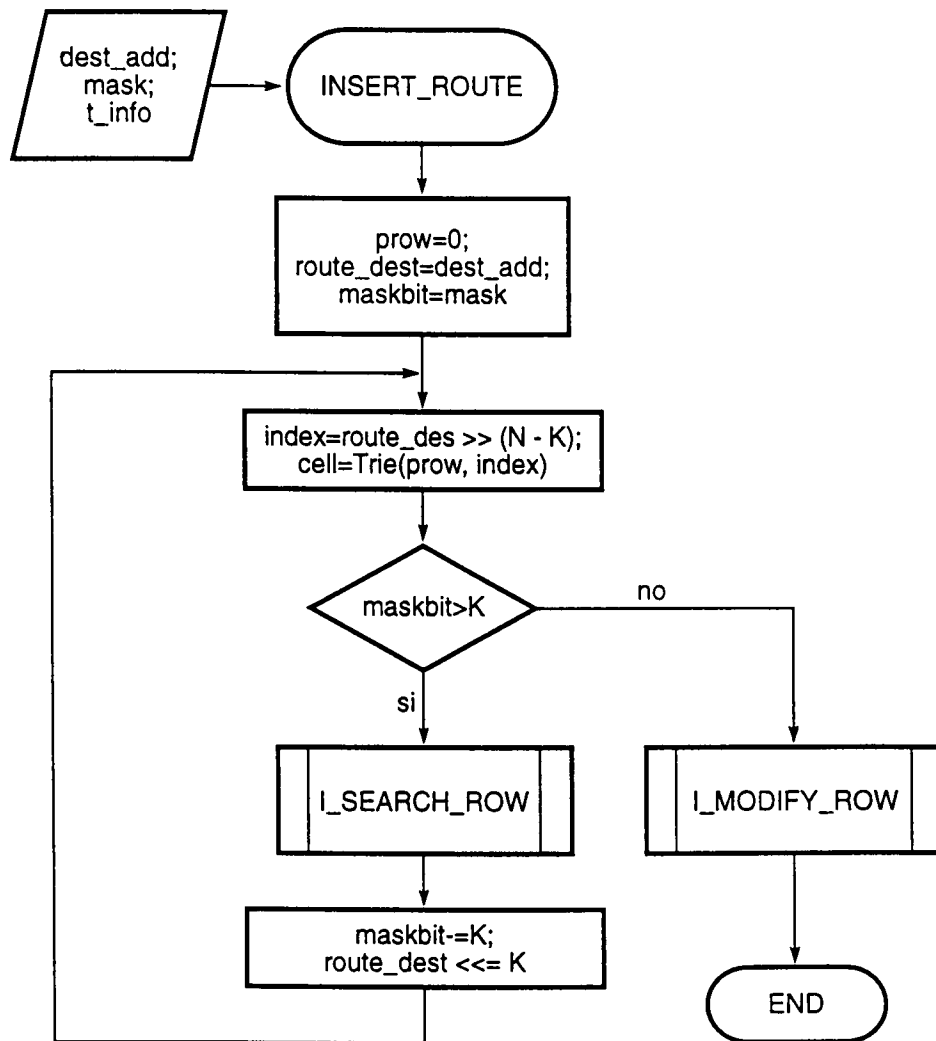 dest_add;
mask;
t_info
INSERT_ROUTE
prow=0;
route_dest=dest_add;
maskbit=mask
index=route_des >> (N - K);
cell=Trie(prow, index)
maskbit>K
no
si
I_SEARCH_ROW
I_MODIFY_ROW
maskbit-=K;
route_dest <<= K
END